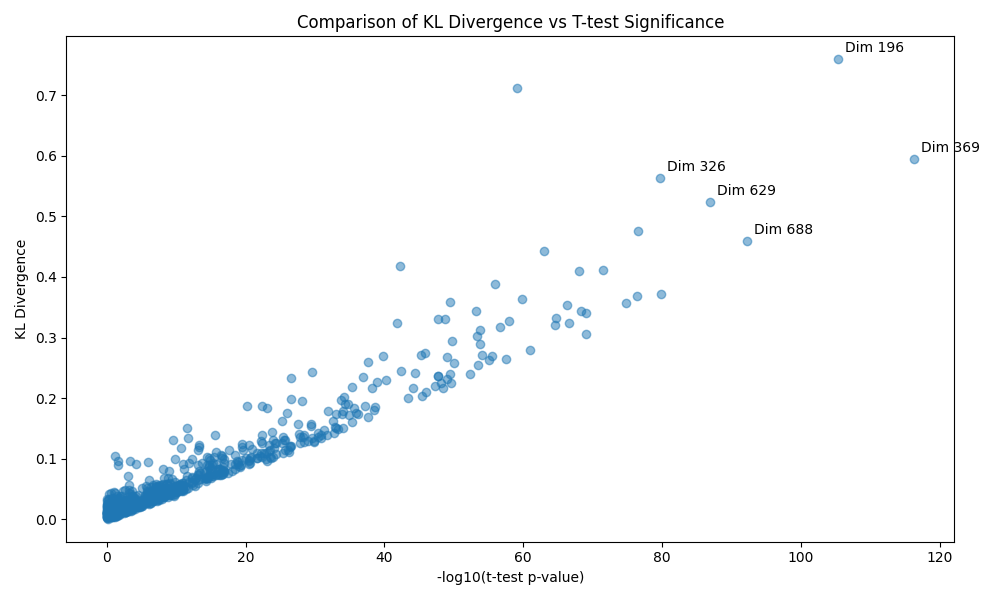 Comparison of KL Divergence vs T-test Significance
Dim 196
Dim 369
Dim 326
Dim 629
Dim 688
KL Divergence
0.7
0.6
0.5
0.4
0.3
0.2
0.1
0.0
0 20 40 60 80 100 120
-log10(t-test p-value)